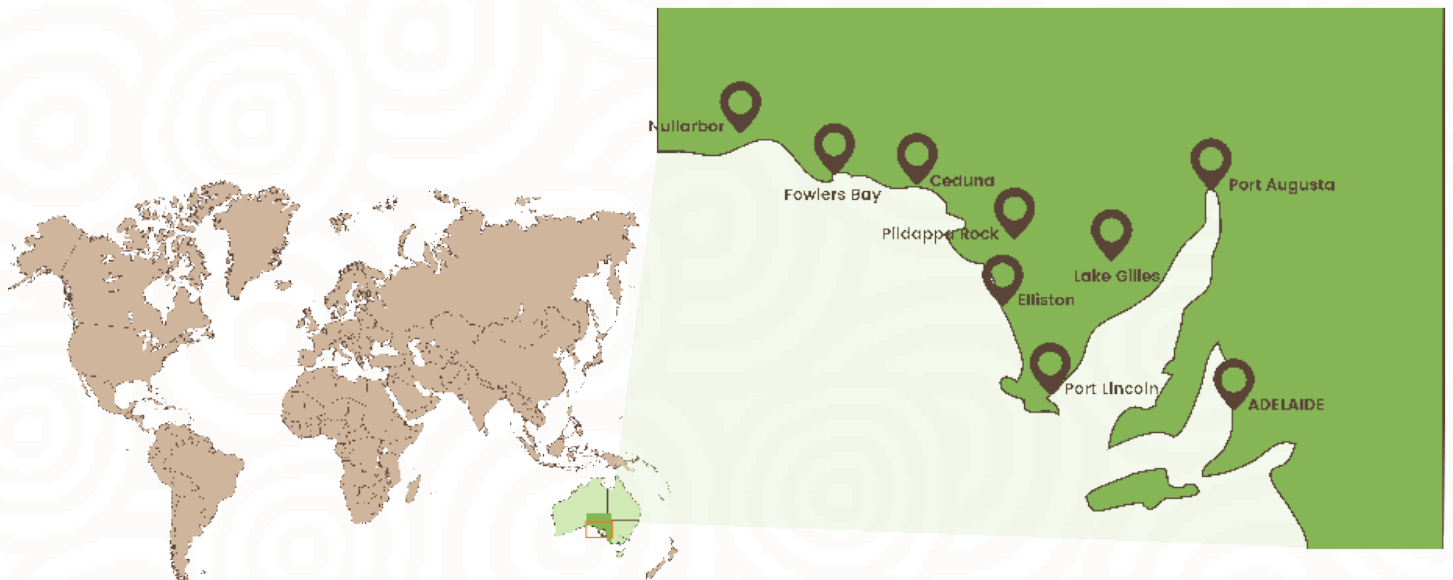 Nullarbor
Fowlers Bay
Ceduna
Port Augusta
Pildappa Rock
Lake Gilles
Elliston
Port Lincoln
ADELAIDE